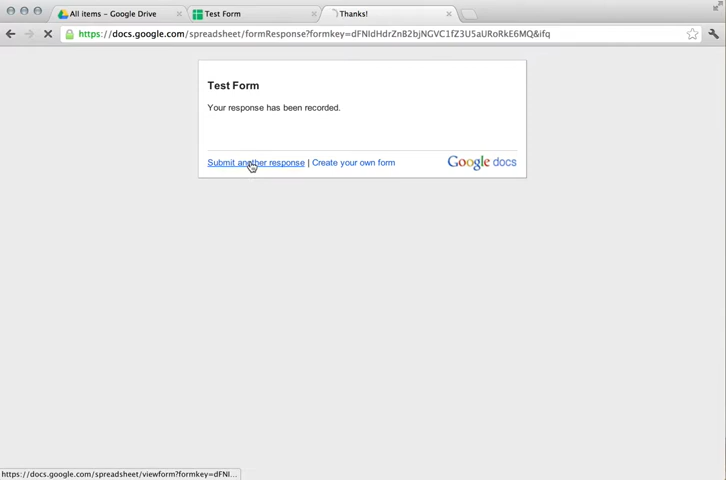 All items – Google Drive
Test Form
Thanks!
https://docs.google.com/spreadsheet/formResponse?formkey=dFNIdHdrZnB2bjNGVC1fZ3U5aURoRkE6MQ&ifq
Test Form
Your response has been recorded.
Submit another response | Create your own form
Google docs
https://docs.google.com/spreadsheet/viewform?formkey=dFNI...